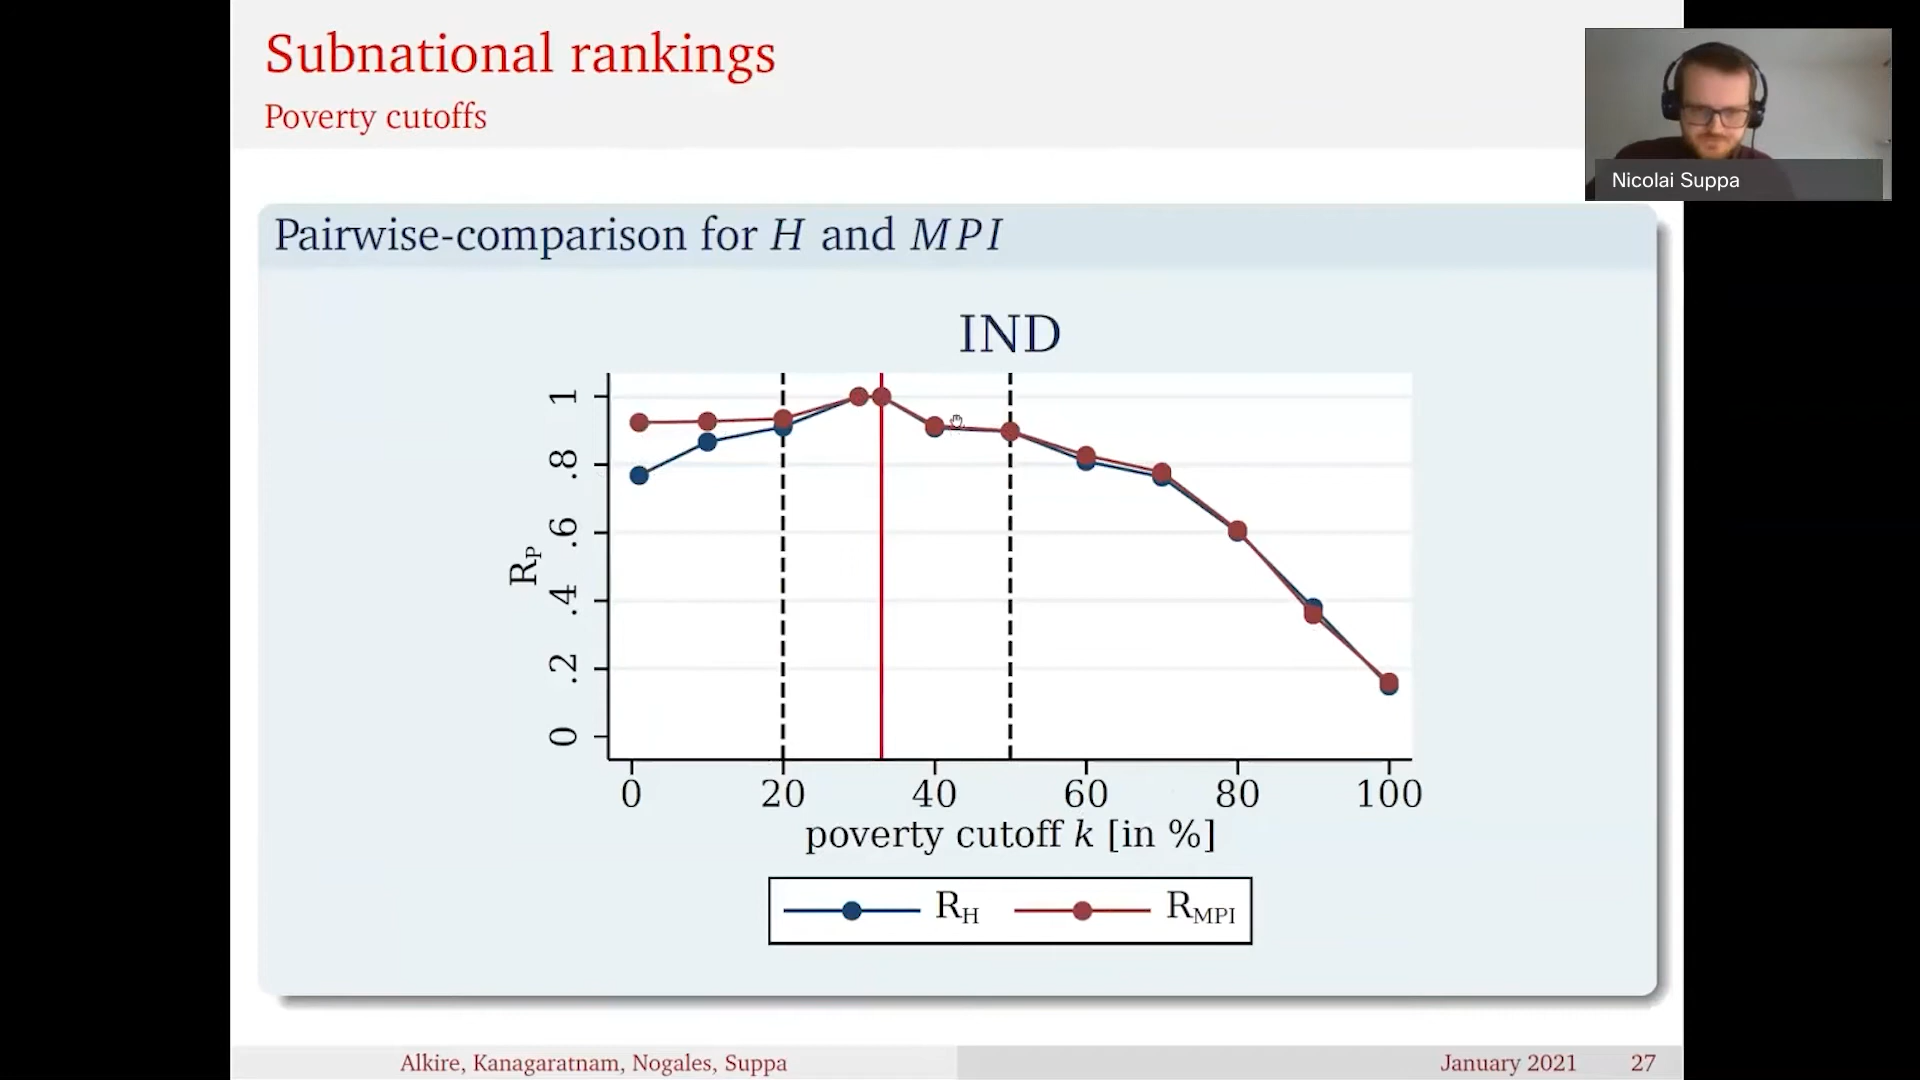 Subnational rankings
Poverty cutoffs
Nicolai Suppa
Pairwise-comparison for H and MPI
IND
R_P
1
.8
.6
.4
.2
0
0 20 40 60 80 100
poverty cutoff k [in %]
R_H R_MPI
Alkire, Kanagaratnam, Nogales, Suppa January 2021 27